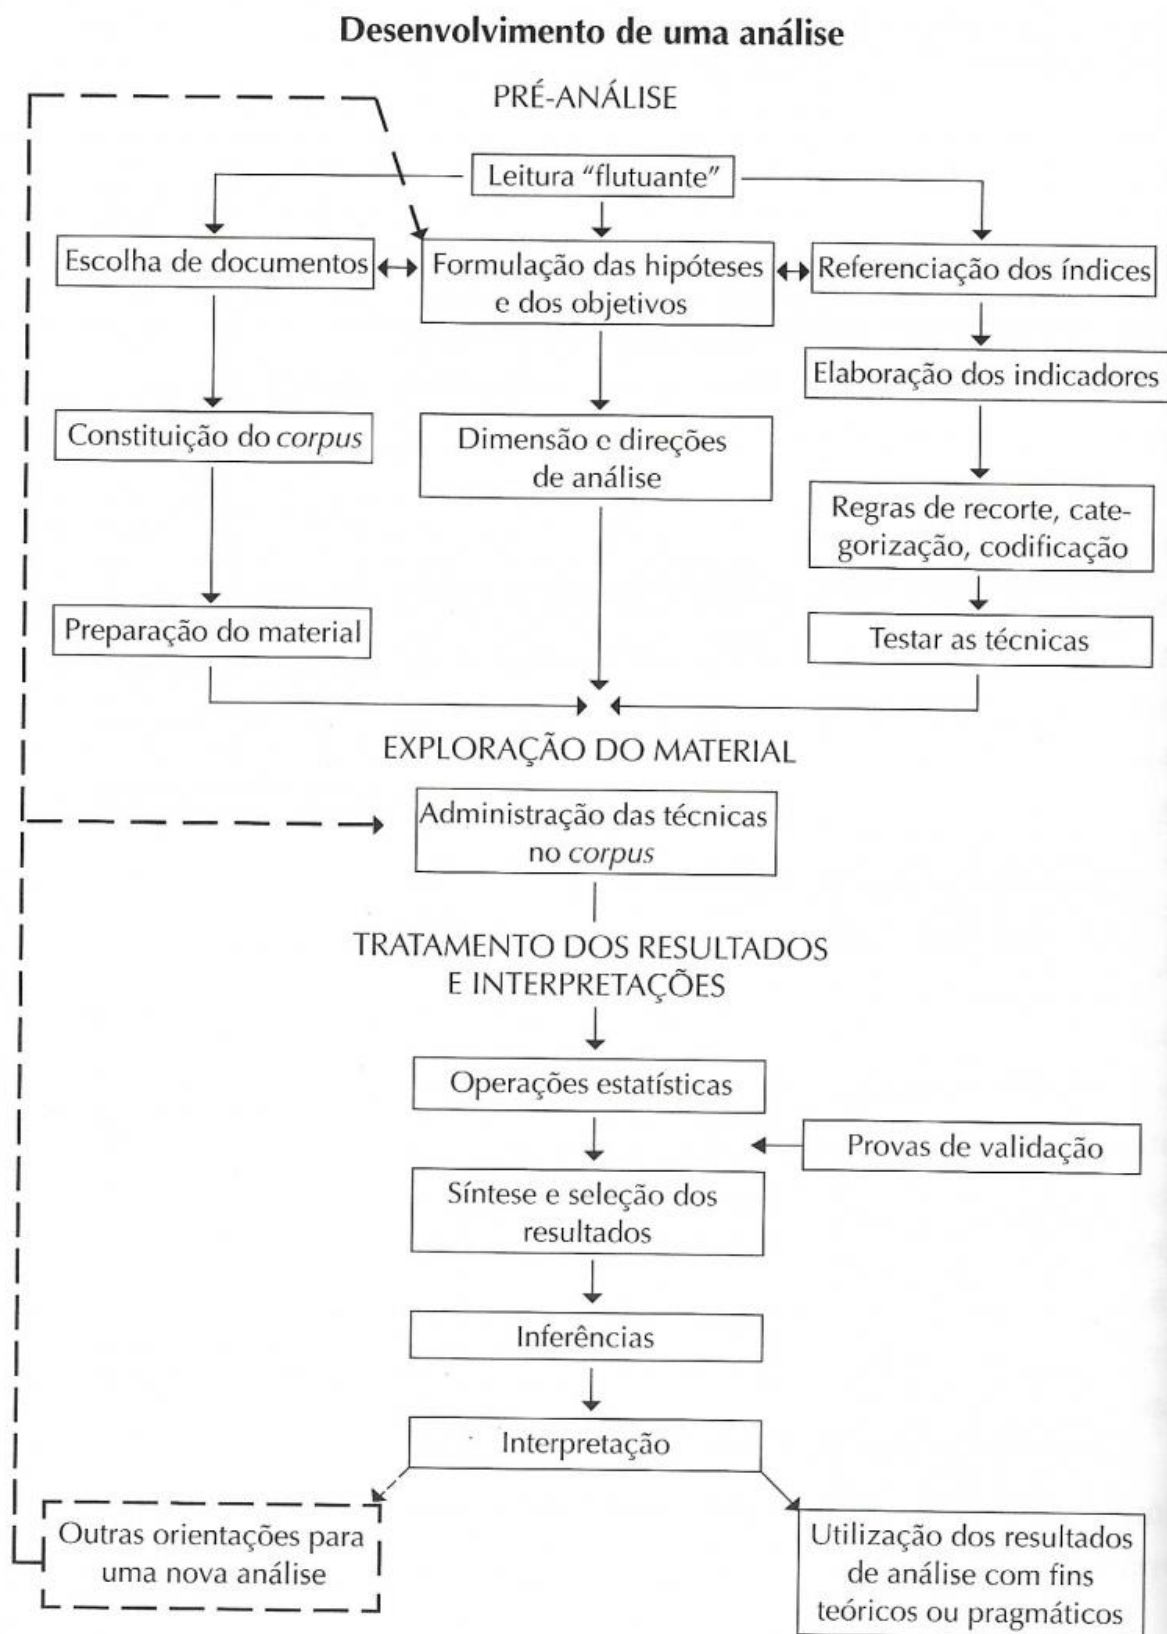 Desenvolvimento de uma análise
PRÉ-ANÁLISE
Leitura “flutuante”
Escolha de documentos
Formulação das hipóteses
e dos objetivos
Referenciação dos índices
Elaboração dos indicadores
Constituição do corpus
Dimensão e direções
de análise
Regras de recorte, cate-
gorização, codificação
Preparação do material
Testar as técnicas
EXPLORAÇÃO DO MATERIAL
Administração das técnicas
no corpus
TRATAMENTO DOS RESULTADOS
E INTERPRETAÇÕES
Operações estatísticas
Provas de validação
Síntese e seleção dos
resultados
Inferências
Interpretação
Outras orientações para
uma nova análise
Utilização dos resultados
de análise com fins
teóricos ou pragmáticos